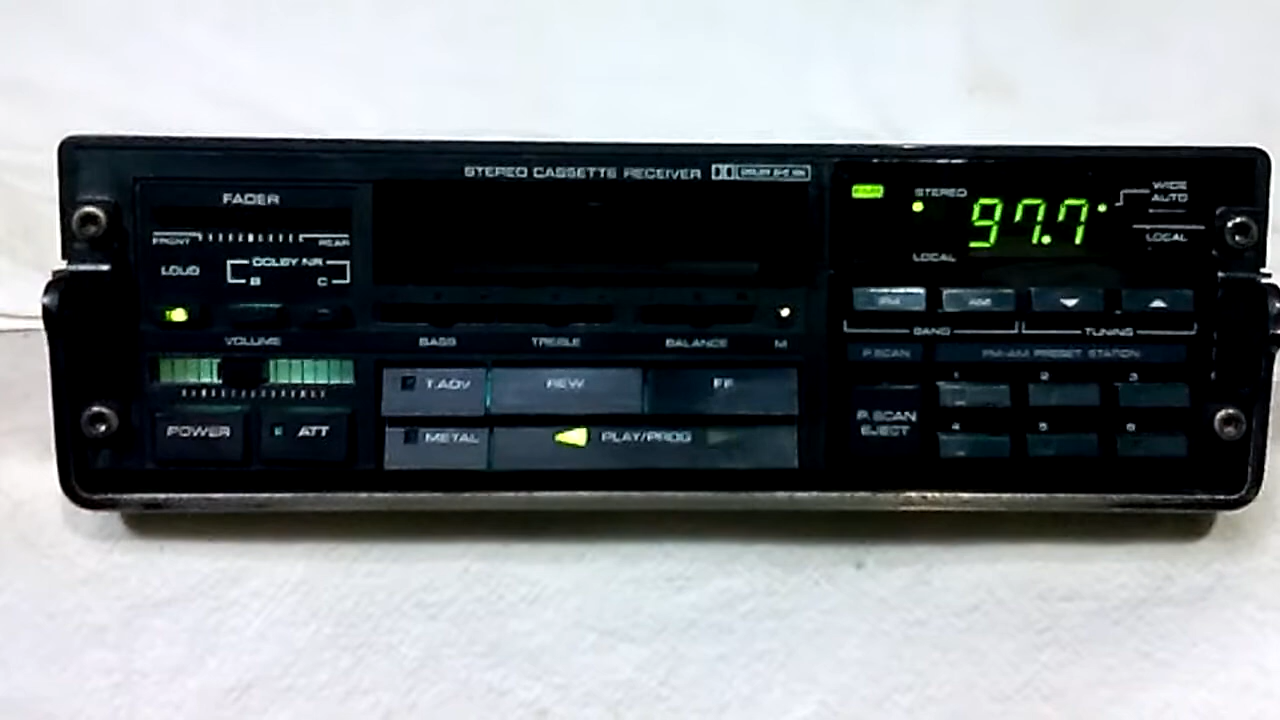 STEREO CASSETTE RECEIVER
FADER
FRONT REAR
LOUD DOLBY NR
B C
VOLUME
POWER ATT
BASS TREBLE BALANCE M
T.ADV REW FF
METAL PLAY/PROG
STEREO 97.7 WIDE
AUTO
LOCAL LOCAL
FM AM
BAND TUNING
P.SCAN FM/AM PRESET STATION
1 2 3
P.SCAN
EJECT
4 5 6